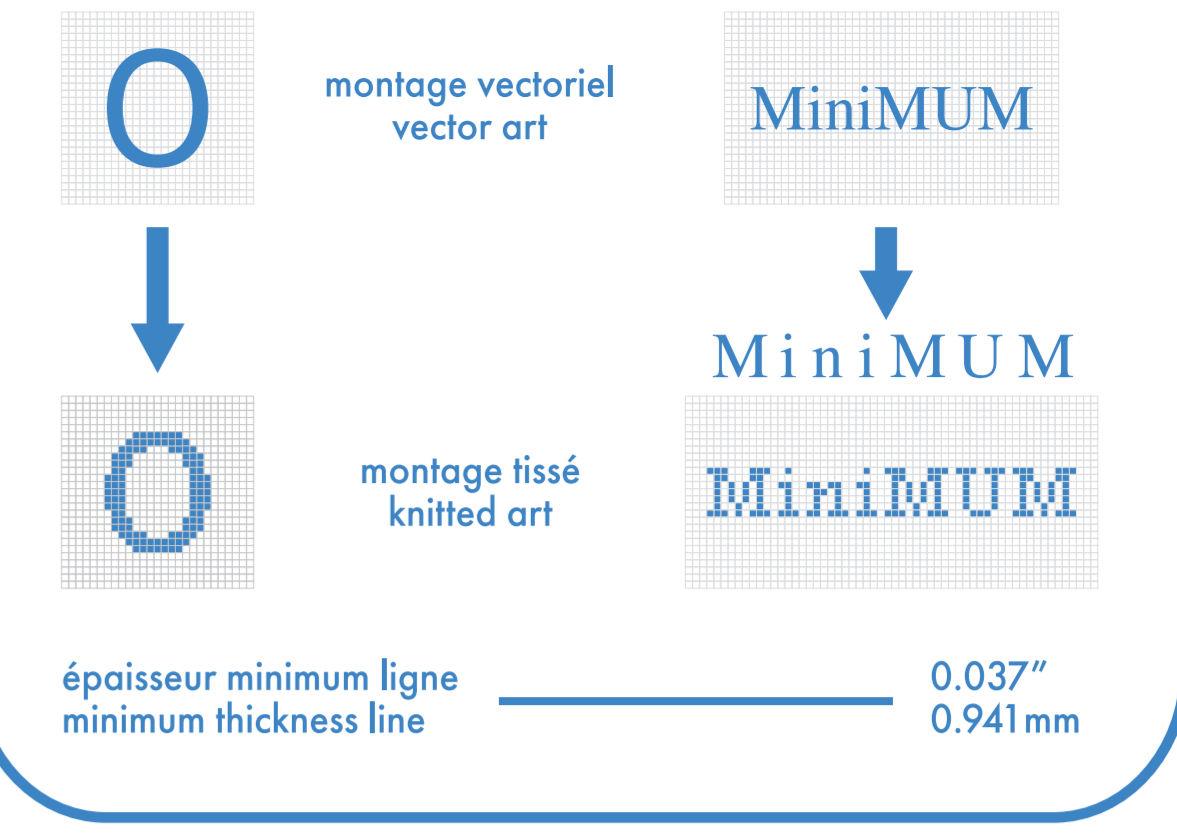 O
montage vectoriel
vector art
MiniMUM
MiniMUM
O
montage tissé
knitted art
MiniMUM
épaisseur minimum ligne
minimum thickness line
0.037"
0.941mm